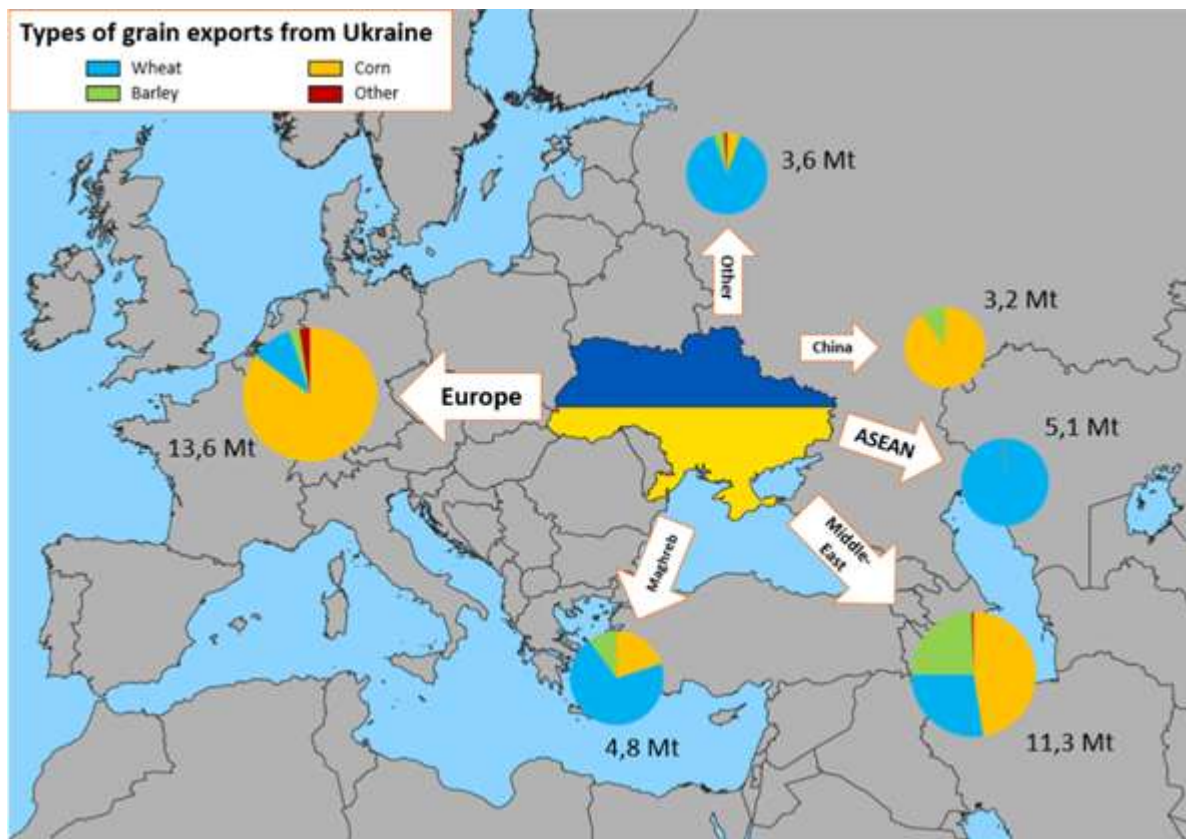 Types of grain exports from Ukraine
Wheat
Corn
Barley
Other
3,6 Mt
Other
3,2 Mt
China
Europe
13,6 Mt
ASEAN
5,1 Mt
Maghreb
4,8 Mt
Middle-
East
11,3 Mt